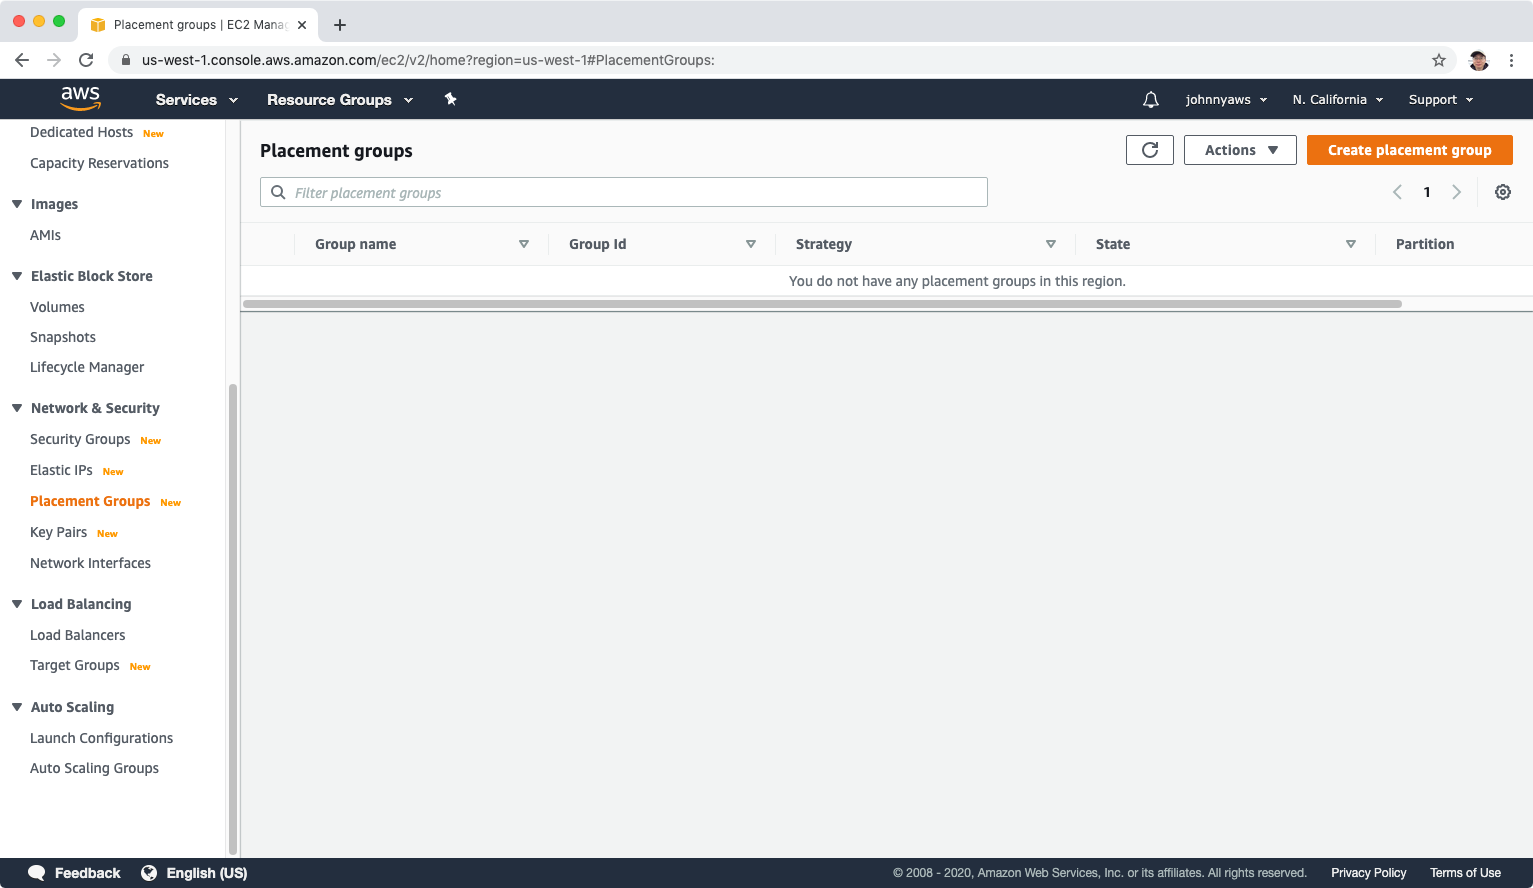 Placement groups | EC2 Manag
us-west-1.console.aws.amazon.com/ec2/v2/home?region=us-west-1#PlacementGroups:
aws Services Resource Groups johnnyaws N. California Support
Dedicated Hosts New
Capacity Reservations
Images
AMIs
Elastic Block Store
Volumes
Snapshots
Lifecycle Manager
Network & Security
Security Groups New
Elastic IPs New
Placement Groups New
Key Pairs New
Network Interfaces
Load Balancing
Load Balancers
Target Groups New
Auto Scaling
Launch Configurations
Auto Scaling Groups
Placement groups Actions Create placement group
Filter placement groups 1
Group name Group Id Strategy State Partition
You do not have any placement groups in this region.
Feedback English (US) © 2008 - 2020, Amazon Web Services, Inc. or its affiliates. All rights reserved. Privacy Policy Terms of Use